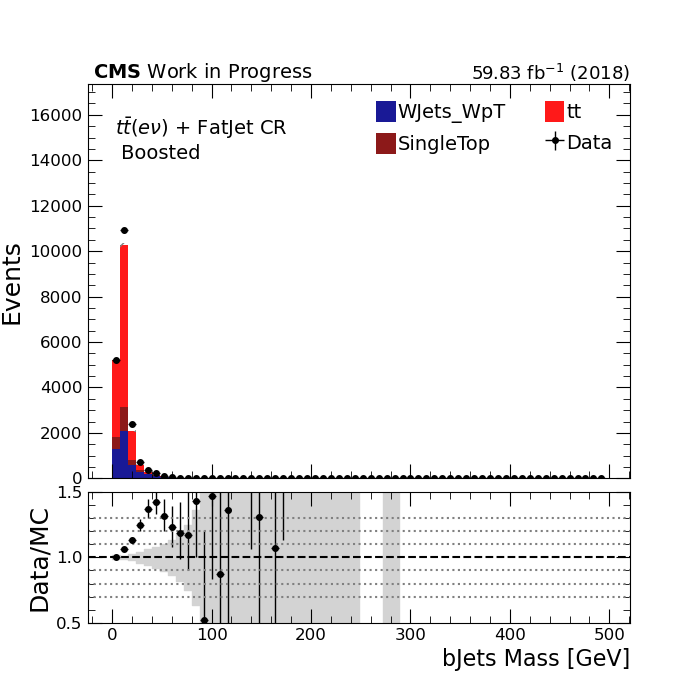 CMS Work in Progress 59.83 fb⁻¹ (2018)
tt̄(eν) + FatJet CR
Boosted
WJets_WpT tt
SingleTop Data
Events
16000
14000
12000
10000
8000
6000
4000
2000
0
Data/MC
1.5
1.0
0.5
0 100 200 300 400 500
bJets Mass [GeV]